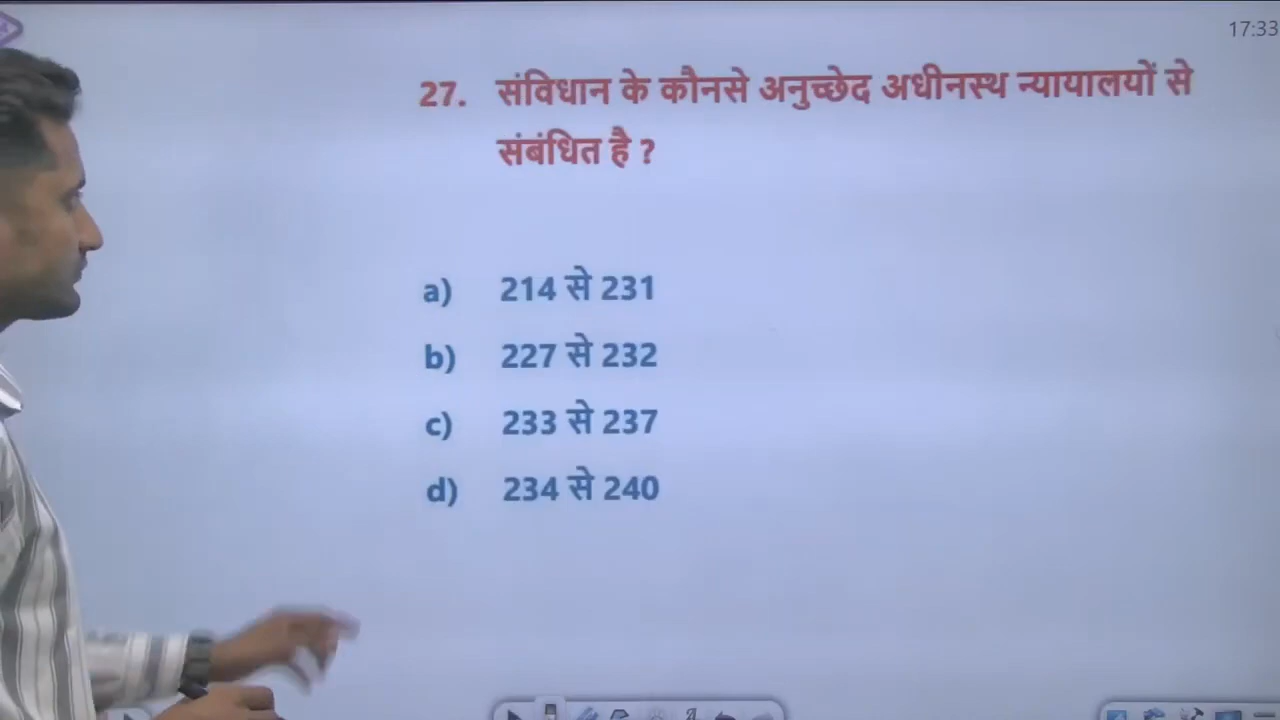 17:33
27. संविधान के कौनसे अनुच्छेद अधीनस्थ न्यायालयों से
संबंधित है ?
a) 214 से 231
b) 227 से 232
c) 233 से 237
d) 234 से 240